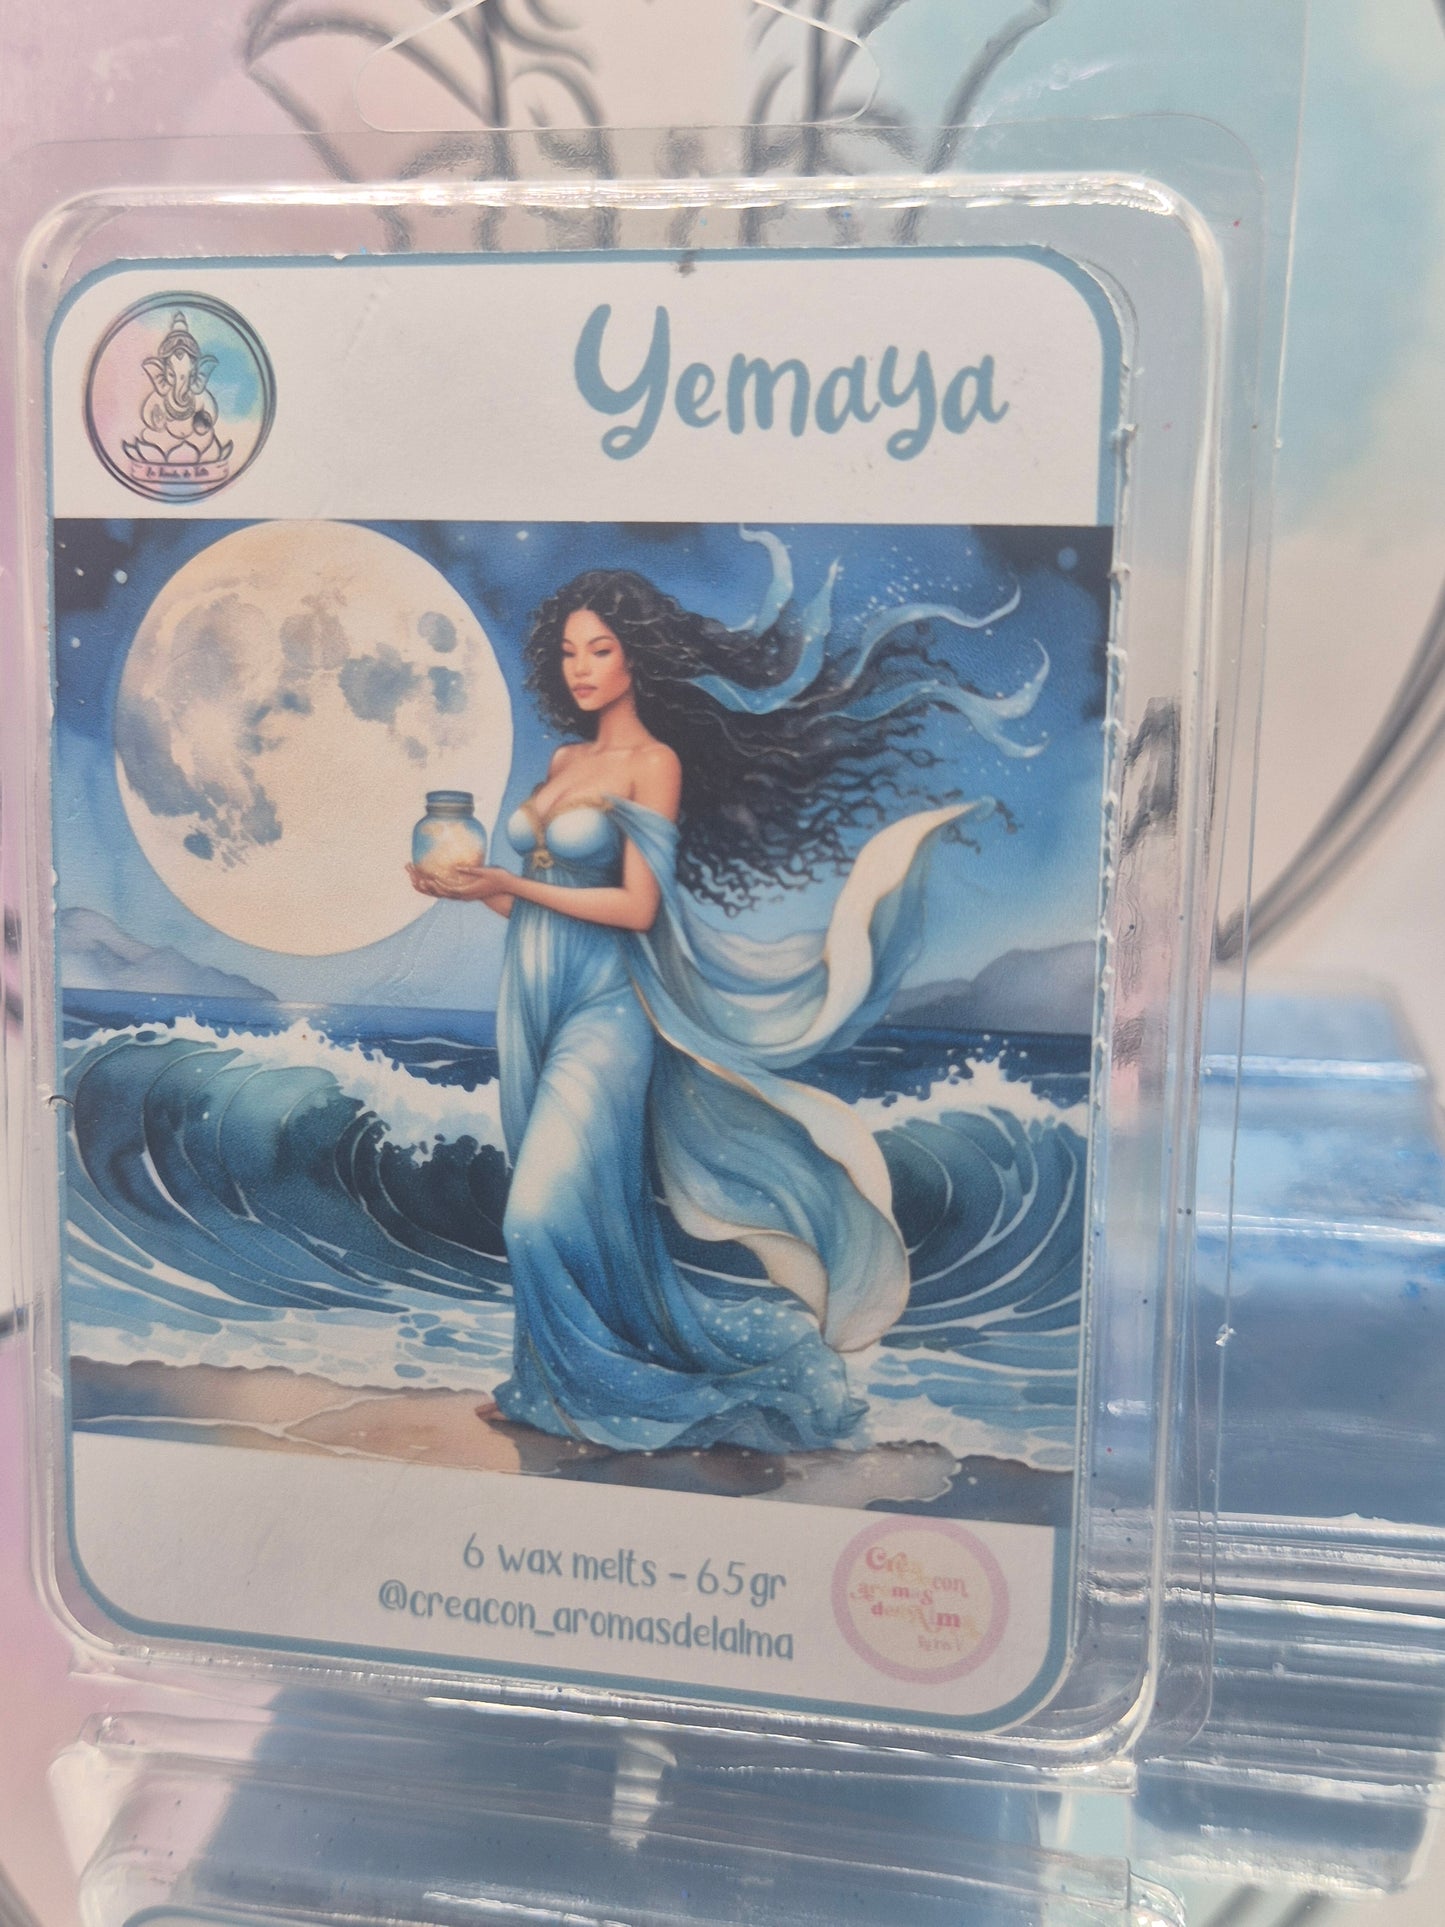 Yemaya
6 wax melts - 65gr
@creacon_aromasdelalma